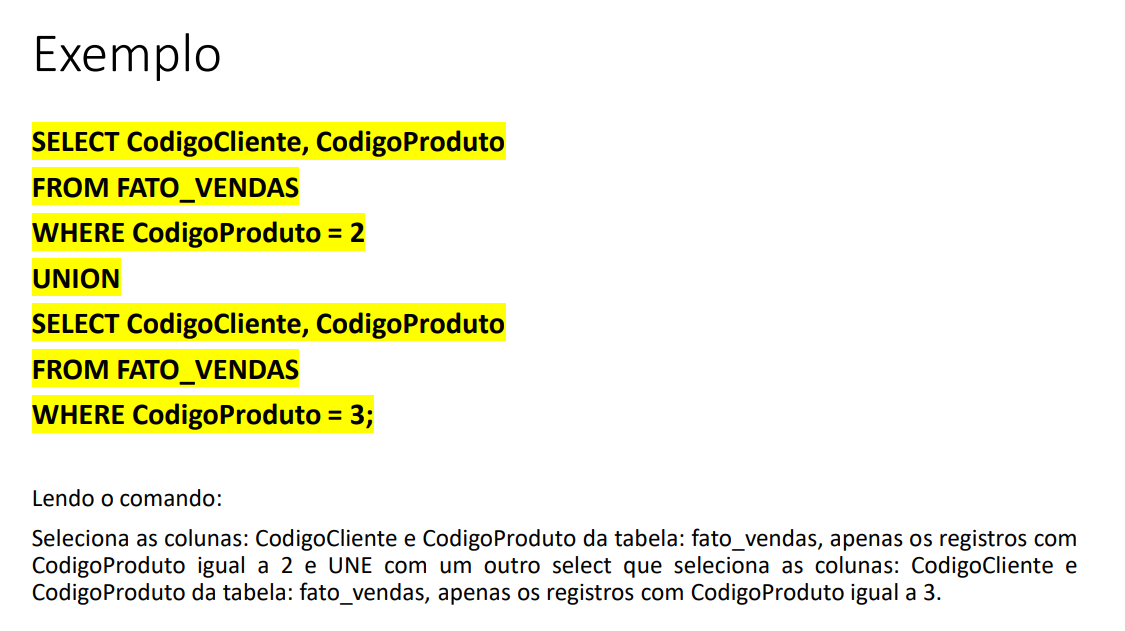 Exemplo
SELECT CodigoCliente, CodigoProduto
FROM FATO_VENDAS
WHERE CodigoProduto = 2
UNION
SELECT CodigoCliente, CodigoProduto
FROM FATO_VENDAS
WHERE CodigoProduto = 3;
Lendo o comando:
Seleciona as colunas: CodigoCliente e CodigoProduto da tabela: fato_vendas, apenas os registros com
CodigoProduto igual a 2 e UNE com um outro select que seleciona as colunas: CodigoCliente e
CodigoProduto da tabela: fato_vendas, apenas os registros com CodigoProduto igual a 3.